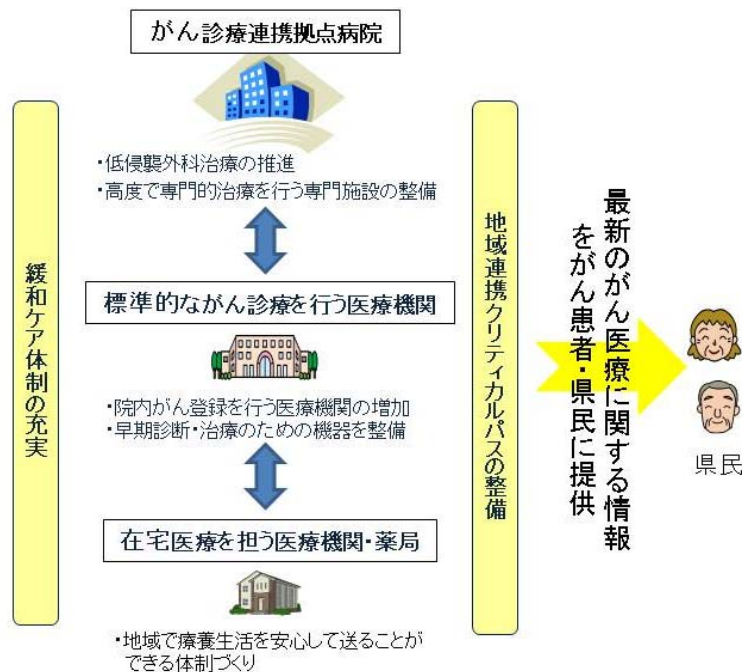 がん診療連携拠点病院
・低侵襲外科治療の推進
・高度で専門的治療を行う専門施設の整備
標準的ながん診療を行う医療機関
・院内がん登録を行う医療機関の増加
・早期診断・治療のための機器を整備
在宅医療を担う医療機関・薬局
・地域で療養生活を安心して送ることが
できる体制づくり
緩和ケア体制の充実
地域連携クリティカルパスの整備
最新のがん医療に関する情報
をがん患者・県民に提供
県民